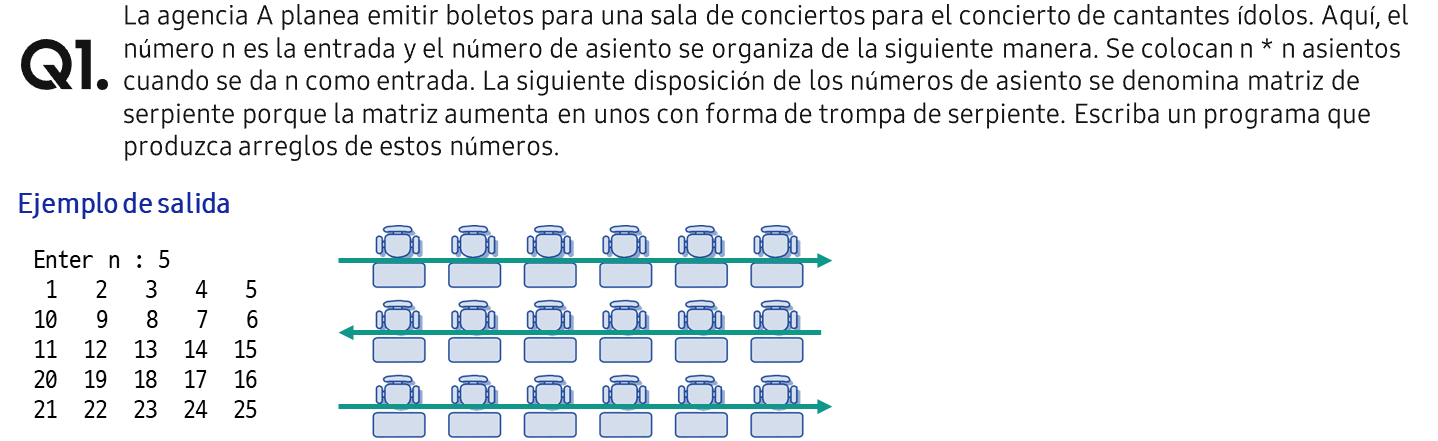 Q1.
La agencia A planea emitir boletos para una sala de conciertos para el concierto de cantantes ídolos. Aquí, el
número n es la entrada y el número de asiento se organiza de la siguiente manera. Se colocan n * n asientos
cuando se da n como entrada. La siguiente disposición de los números de asiento se denomina matriz de
serpiente porque la matriz aumenta en unos con forma de trompa de serpiente. Escriba un programa que
produzca arreglos de estos números.
Ejemplo de salida
Enter n : 5
1 2 3 4 5
10 9 8 7 6
11 12 13 14 15
20 19 18 17 16
21 22 23 24 25